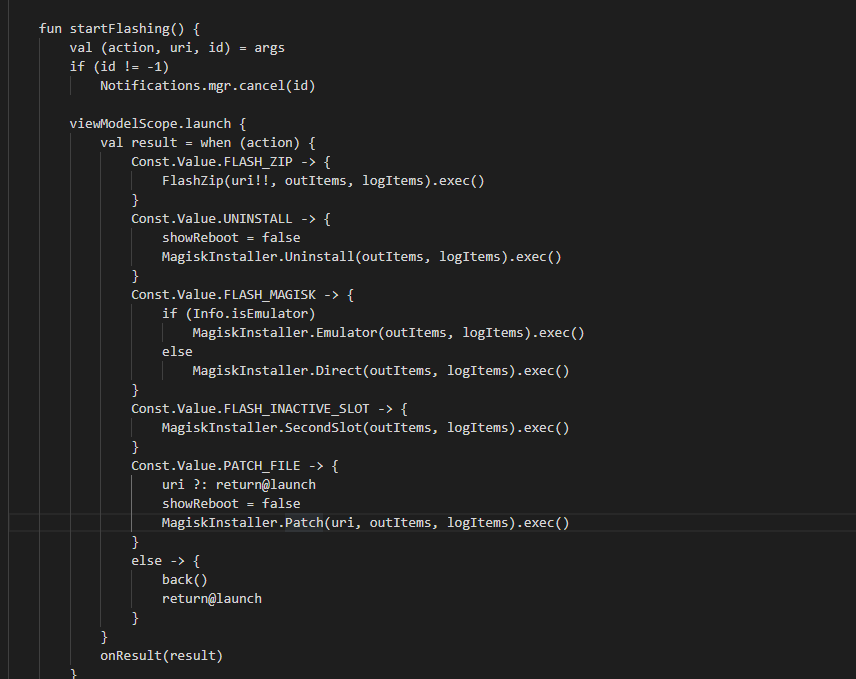 fun startFlashing() {
    val (action, uri, id) = args
    if (id != -1)
        Notifications.mgr.cancel(id)

    viewModelScope.launch {
        val result = when (action) {
            Const.Value.FLASH_ZIP -> {
                FlashZip(uri!!, outItems, logItems).exec()
            }
            Const.Value.UNINSTALL -> {
                showReboot = false
                MagiskInstaller.Uninstall(outItems, logItems).exec()
            }
            Const.Value.FLASH_MAGISK -> {
                if (Info.isEmulator)
                    MagiskInstaller.Emulator(outItems, logItems).exec()
                else
                    MagiskInstaller.Direct(outItems, logItems).exec()
            }
            Const.Value.FLASH_INACTIVE_SLOT -> {
                MagiskInstaller.SecondSlot(outItems, logItems).exec()
            }
            Const.Value.PATCH_FILE -> {
                uri ?: return@launch
                showReboot = false
                MagiskInstaller.Patch(uri, outItems, logItems).exec()
            }
            else -> {
                back()
                return@launch
            }
        }
        onResult(result)
    }